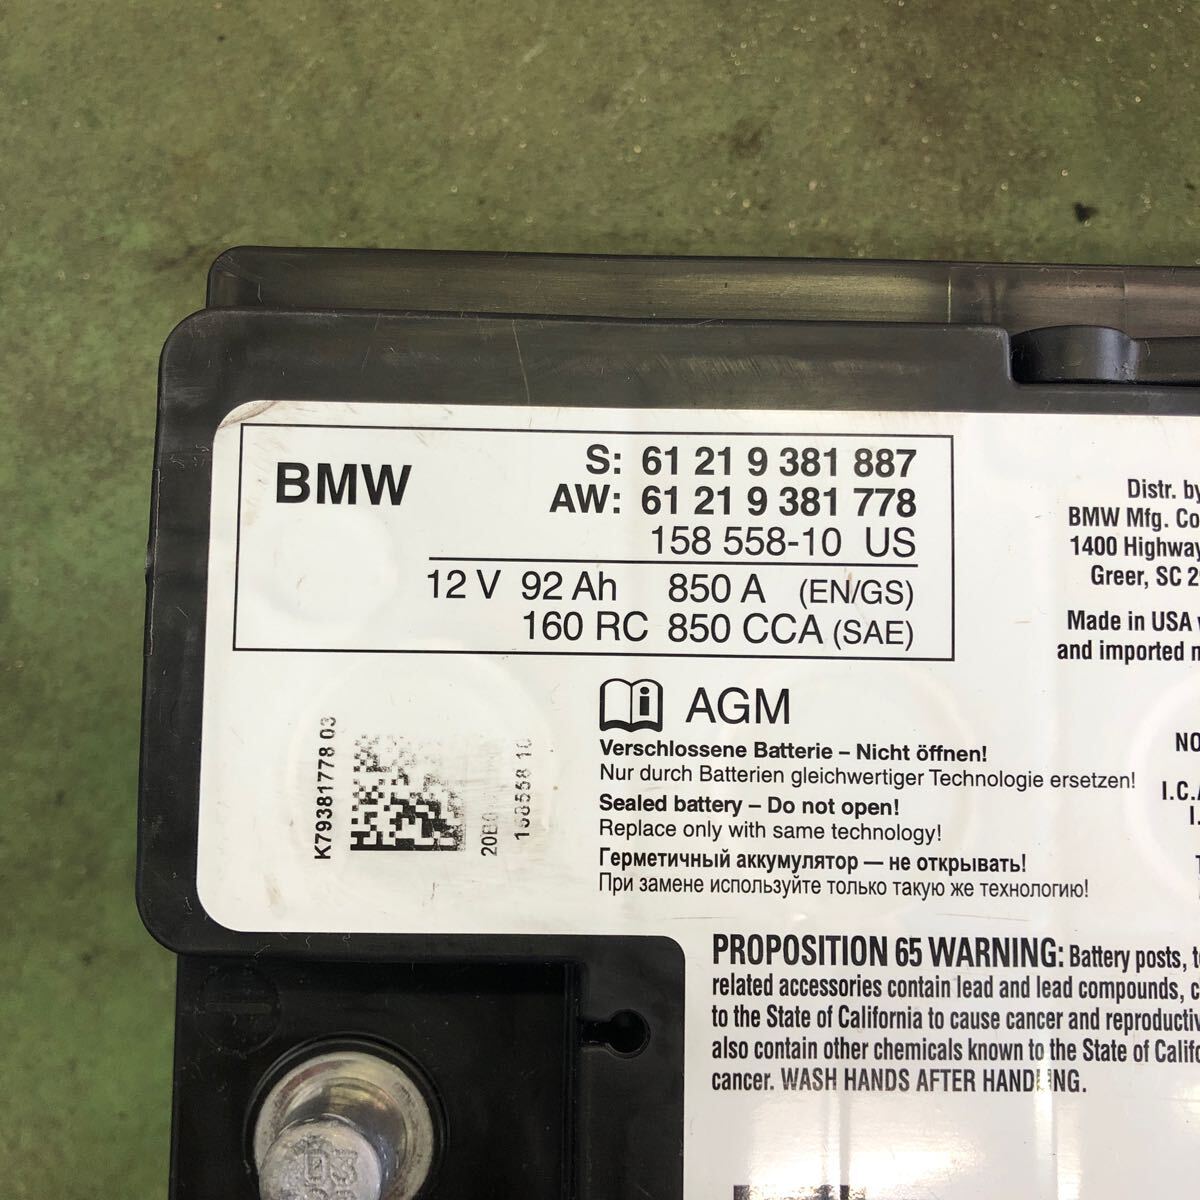 BMW
S: 61 21 9 381 887
AW: 61 21 9 381 778
158 558-10 US
12 V 92 Ah 850 A (EN/GS)
160 RC 850 CCA (SAE)
AGM
Verschlossene Batterie – Nicht öffnen!
Nur durch Batterien gleichwertiger Technologie ersetzen!
Sealed battery – Do not open!
Replace only with same technology!
Герметичный аккумулятор — не открывать!
При замене используйте только такую же технологию!
K79381778 03
158558 10
Distr. by
BMW Mfg. Co
1400 Highway
Greer, SC
Made in USA
and imported
PROPOSITION 65 WARNING: Battery posts,
related accessories contain lead and lead compounds,
to the State of California to cause cancer and
also contain other chemicals known to the State of
cancer. WASH HANDS AFTER HANDLING.